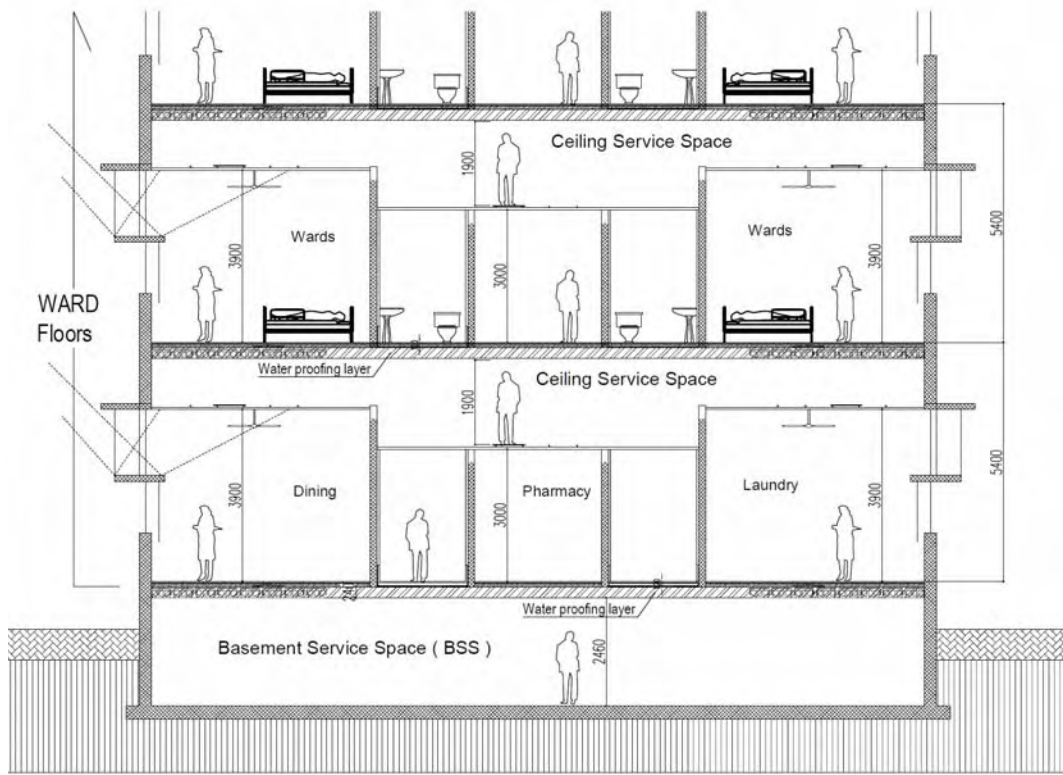 Ceiling Service Space
1900
Wards
Wards
3900
3000
3900
5400
WARD
Floors
Water proofing layer
Ceiling Service Space
1900
Dining
Pharmacy
Laundry
3900
3000
3900
5400
240
Water proofing layer
Basement Service Space ( BSS )
2460